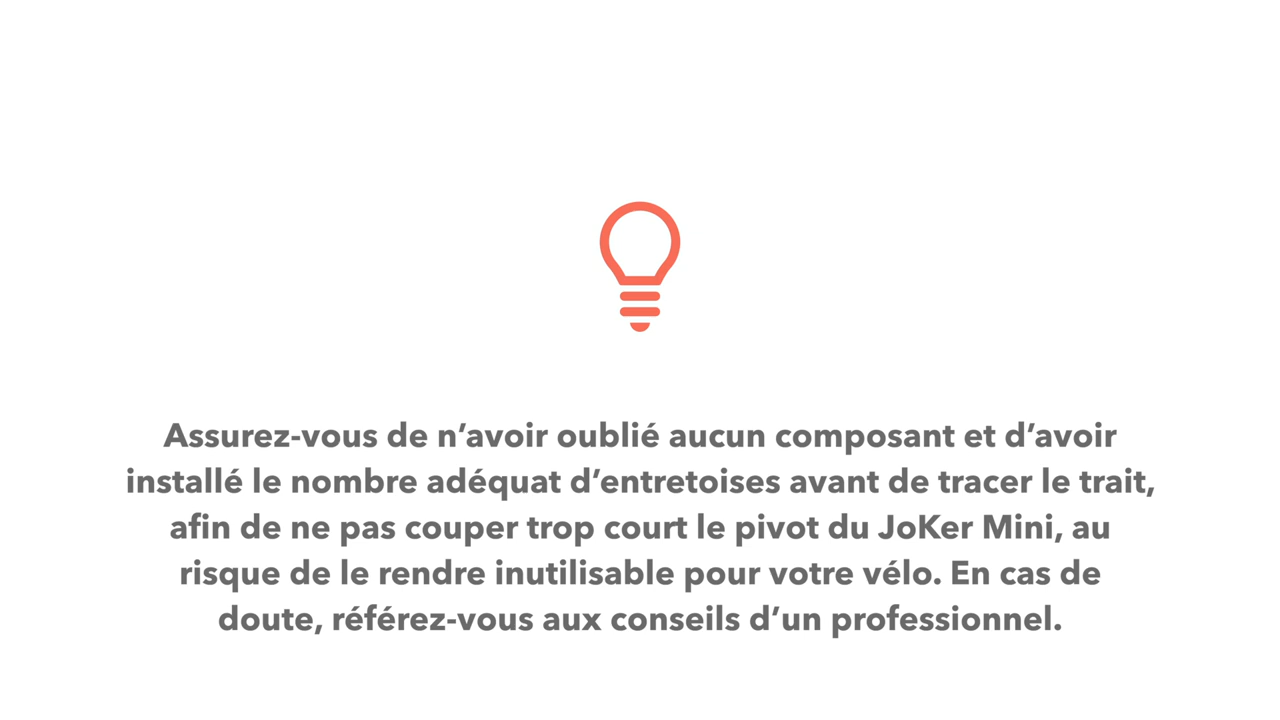 Assurez-vous de n’avoir oublié aucun composant et d’avoir
installé le nombre adéquat d’entretoises avant de tracer le trait,
afin de ne pas couper trop court le pivot du JoKer Mini, au
risque de le rendre inutilisable pour votre vélo. En cas de
doute, référez-vous aux conseils d’un professionnel.